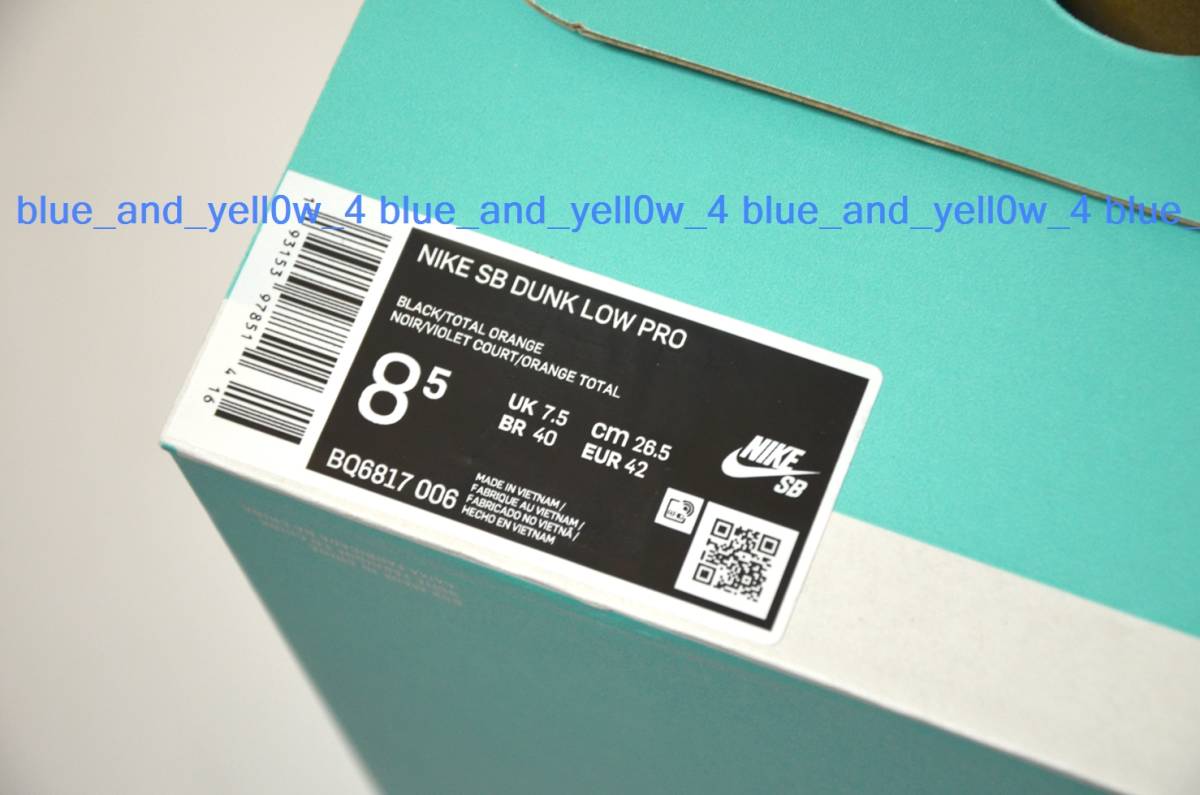 blue_and_yell0w_4 blue_and_yell0w_4 blue_and_yell0w_4 blue_
93153 97851 4 16
NIKE SB DUNK LOW PRO
BLACK/TOTAL ORANGE
NOIR/VIOLET COURT/ORANGE TOTAL
8 5
UK 7.5 cm 26.5
BR 40 EUR 42
BQ6817 006
MADE IN VIETNAM /
FABRIQUE AU VIETNAM /
FABRICADO NO VIETNÃ /
HECHO EN VIETNAM
NIKE
SB